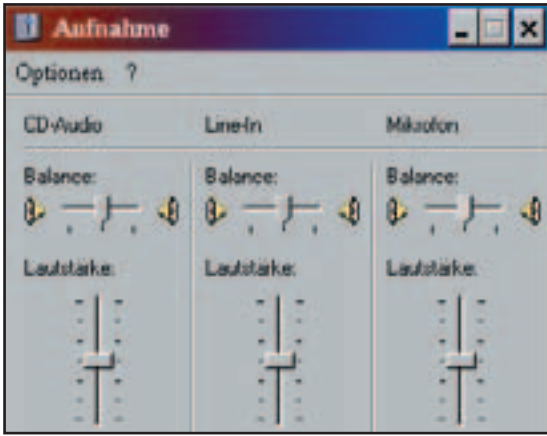 Aufnahme
Optionen ?
CD-Audio Line-In Mikrofon
Balance: Balance: Balance:
Lautstärke: Lautstärke: Lautstärke: